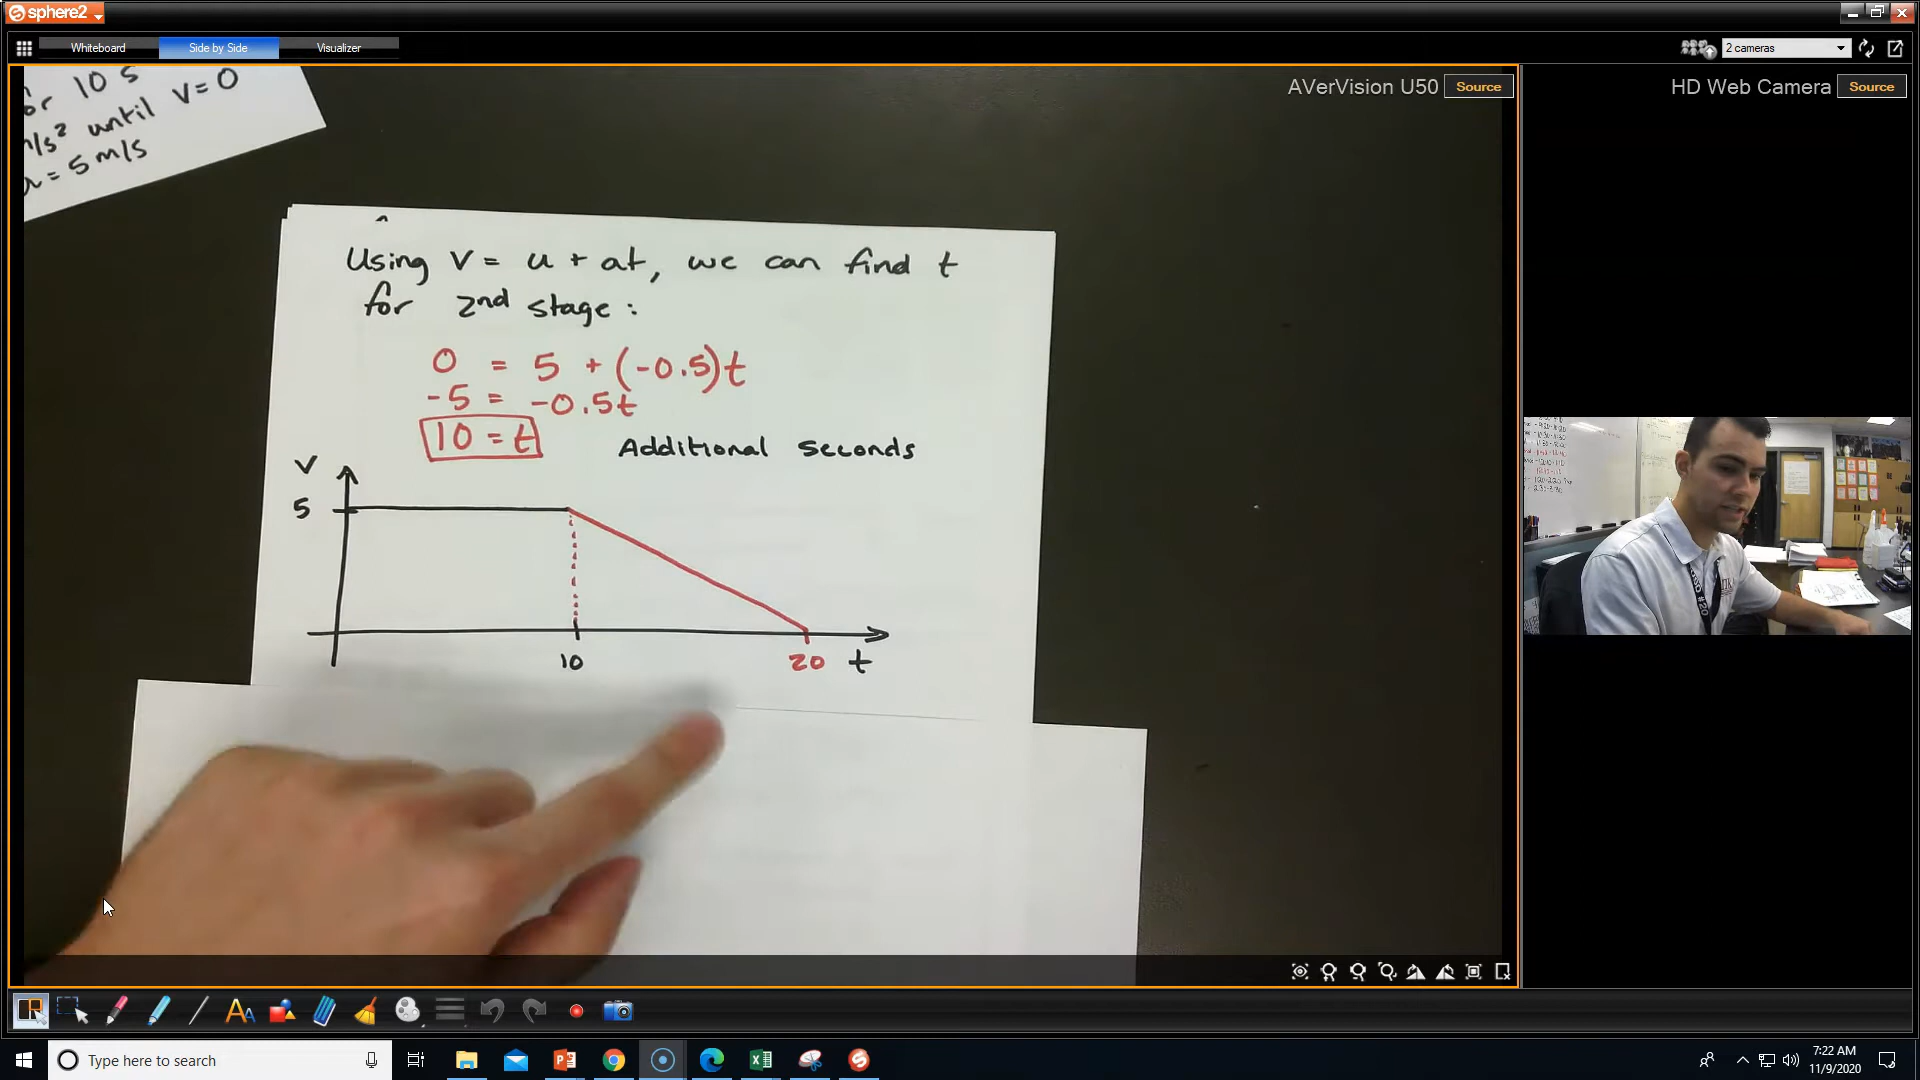 sphere2
Whiteboard
Side by Side
Visualizer
2 cameras
AVerVision U50
Source
HD Web Camera
Source
or 10 s
m/s² until v=0
u = 5 m/s
Using v = u + at, we can find t
for 2nd stage :
0 = 5 + (-0.5)t
-5 = -0.5t
10 = t Additional Seconds
v
5
10
20 t
Type here to search
7:22 AM
11/9/2020